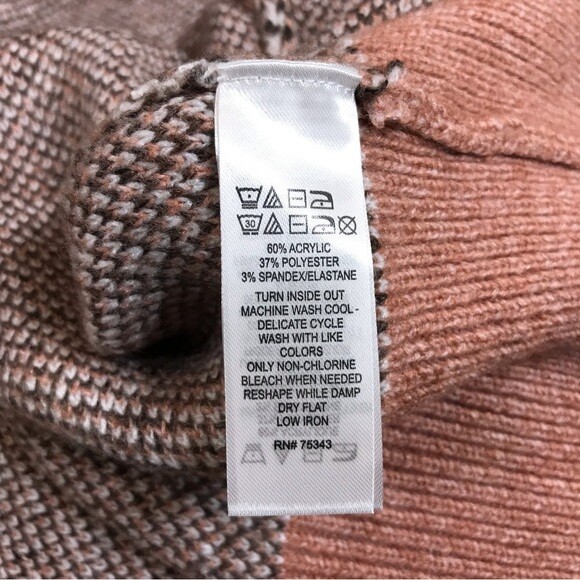 30
60% ACRYLIC
37% POLYESTER
3% SPANDEX/ELASTANE
TURN INSIDE OUT
MACHINE WASH COOL -
DELICATE CYCLE
WASH WITH LIKE
COLORS
ONLY NON-CHLORINE
BLEACH WHEN NEEDED
RESHAPE WHILE DAMP
DRY FLAT
LOW IRON
RN# 75343